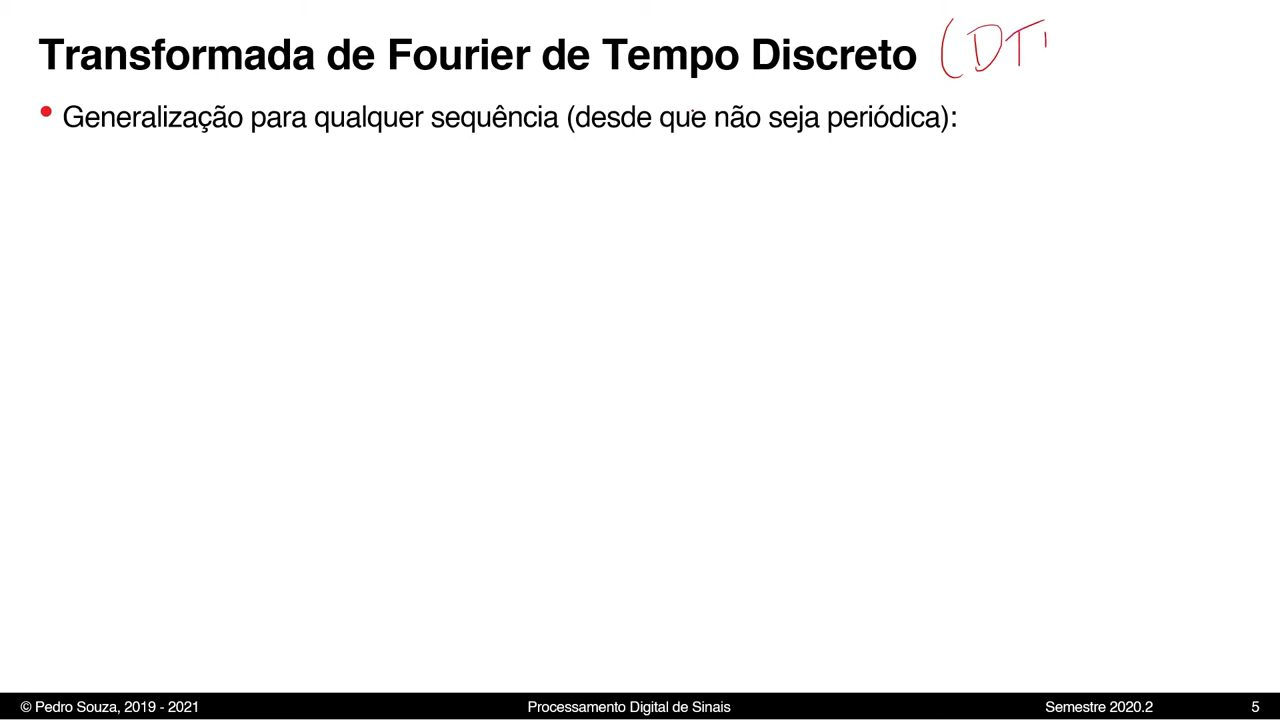 Transformada de Fourier de Tempo Discreto (DT
• Generalização para qualquer sequência (desde que não seja periódica):
© Pedro Souza, 2019 - 2021 Processamento Digital de Sinais Semestre 2020.2 5